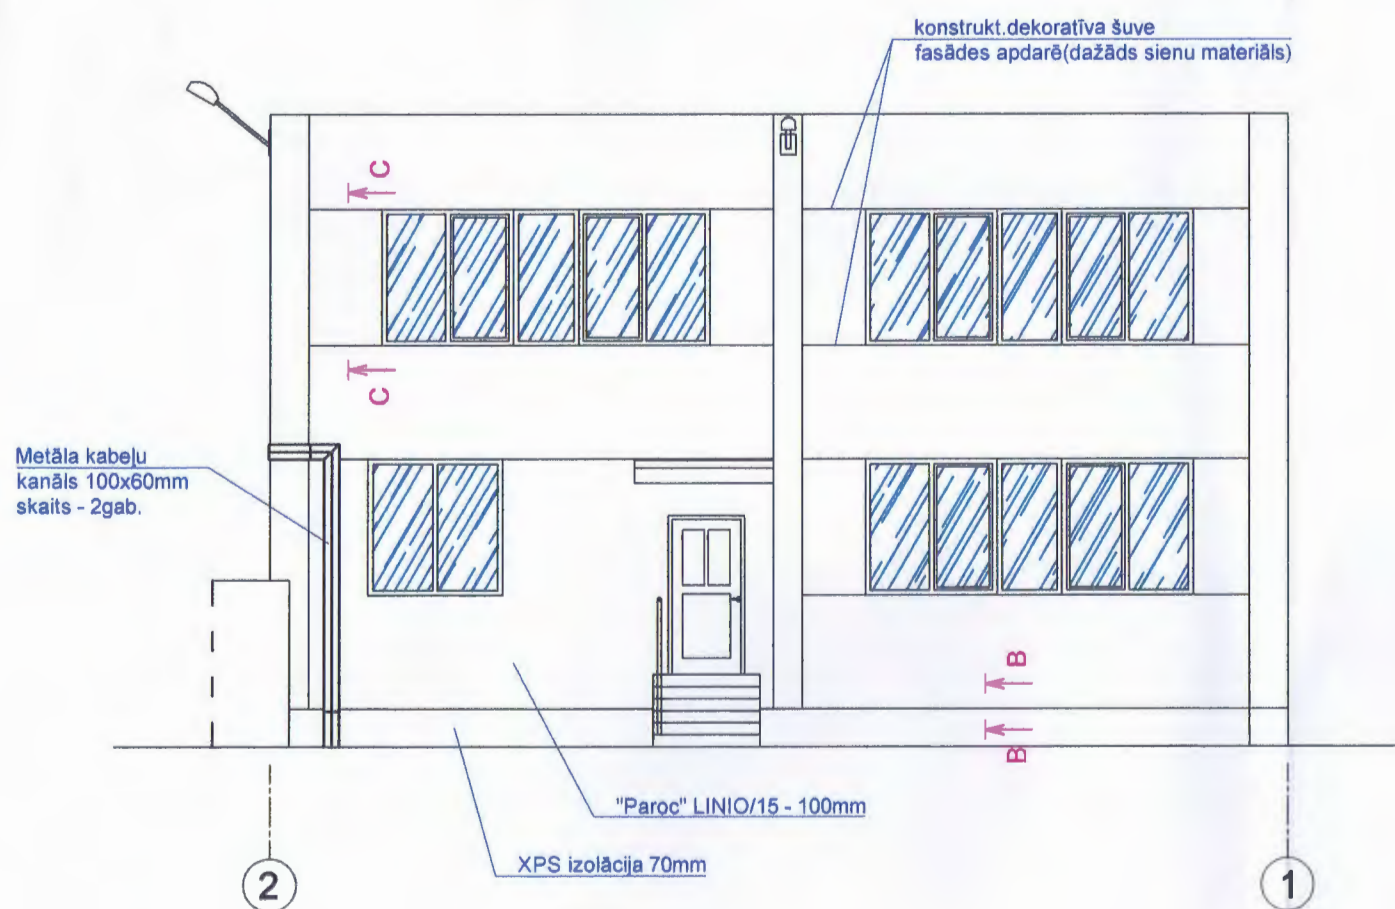 konstrukt.dekoratīva šuve
fasādes apdarē(dažāds sienu materiāls)
C
C
Metāla kabeļu
kanāls 100x60mm
skaits - 2gab.
B
B
"Paroc" LINIO/15 - 100mm
XPS izolācija 70mm
2
1